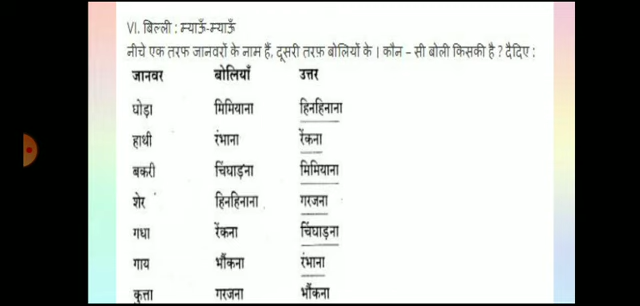 VI. बिल्ली : म्याऊँ-म्याऊँ
नीचे एक तरफ जानवरों के नाम हैं, दूसरी तरफ़ बोलियों के । कौन – सी बोली किसकी है ? दैदिए :
जानवर बोलियाँ उत्तर
घोड़ा मिमियाना हिनहिनाना
हाथी रंभाना रेंकना
बकरी चिंघाड़ना मिमियाना
शेर हिनहिनाना गरजना
गधा रेंकना चिंघाड़ना
गाय भौंकना रंभाना
कुत्ता गरजना भौंकना